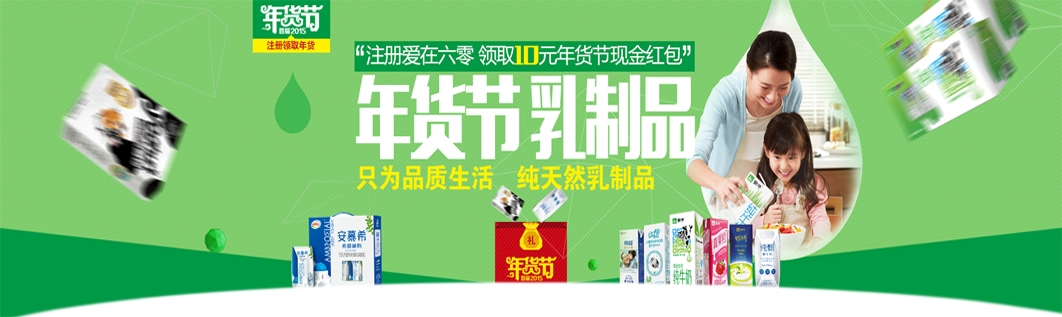 年货节
首届2015
注册领取年货
“注册爱在六零 领取10元年货节现金红包”
年货节 乳制品
只为品质生活 纯天然乳制品
安慕希
礼
年货节
首届2015
纯牛奶